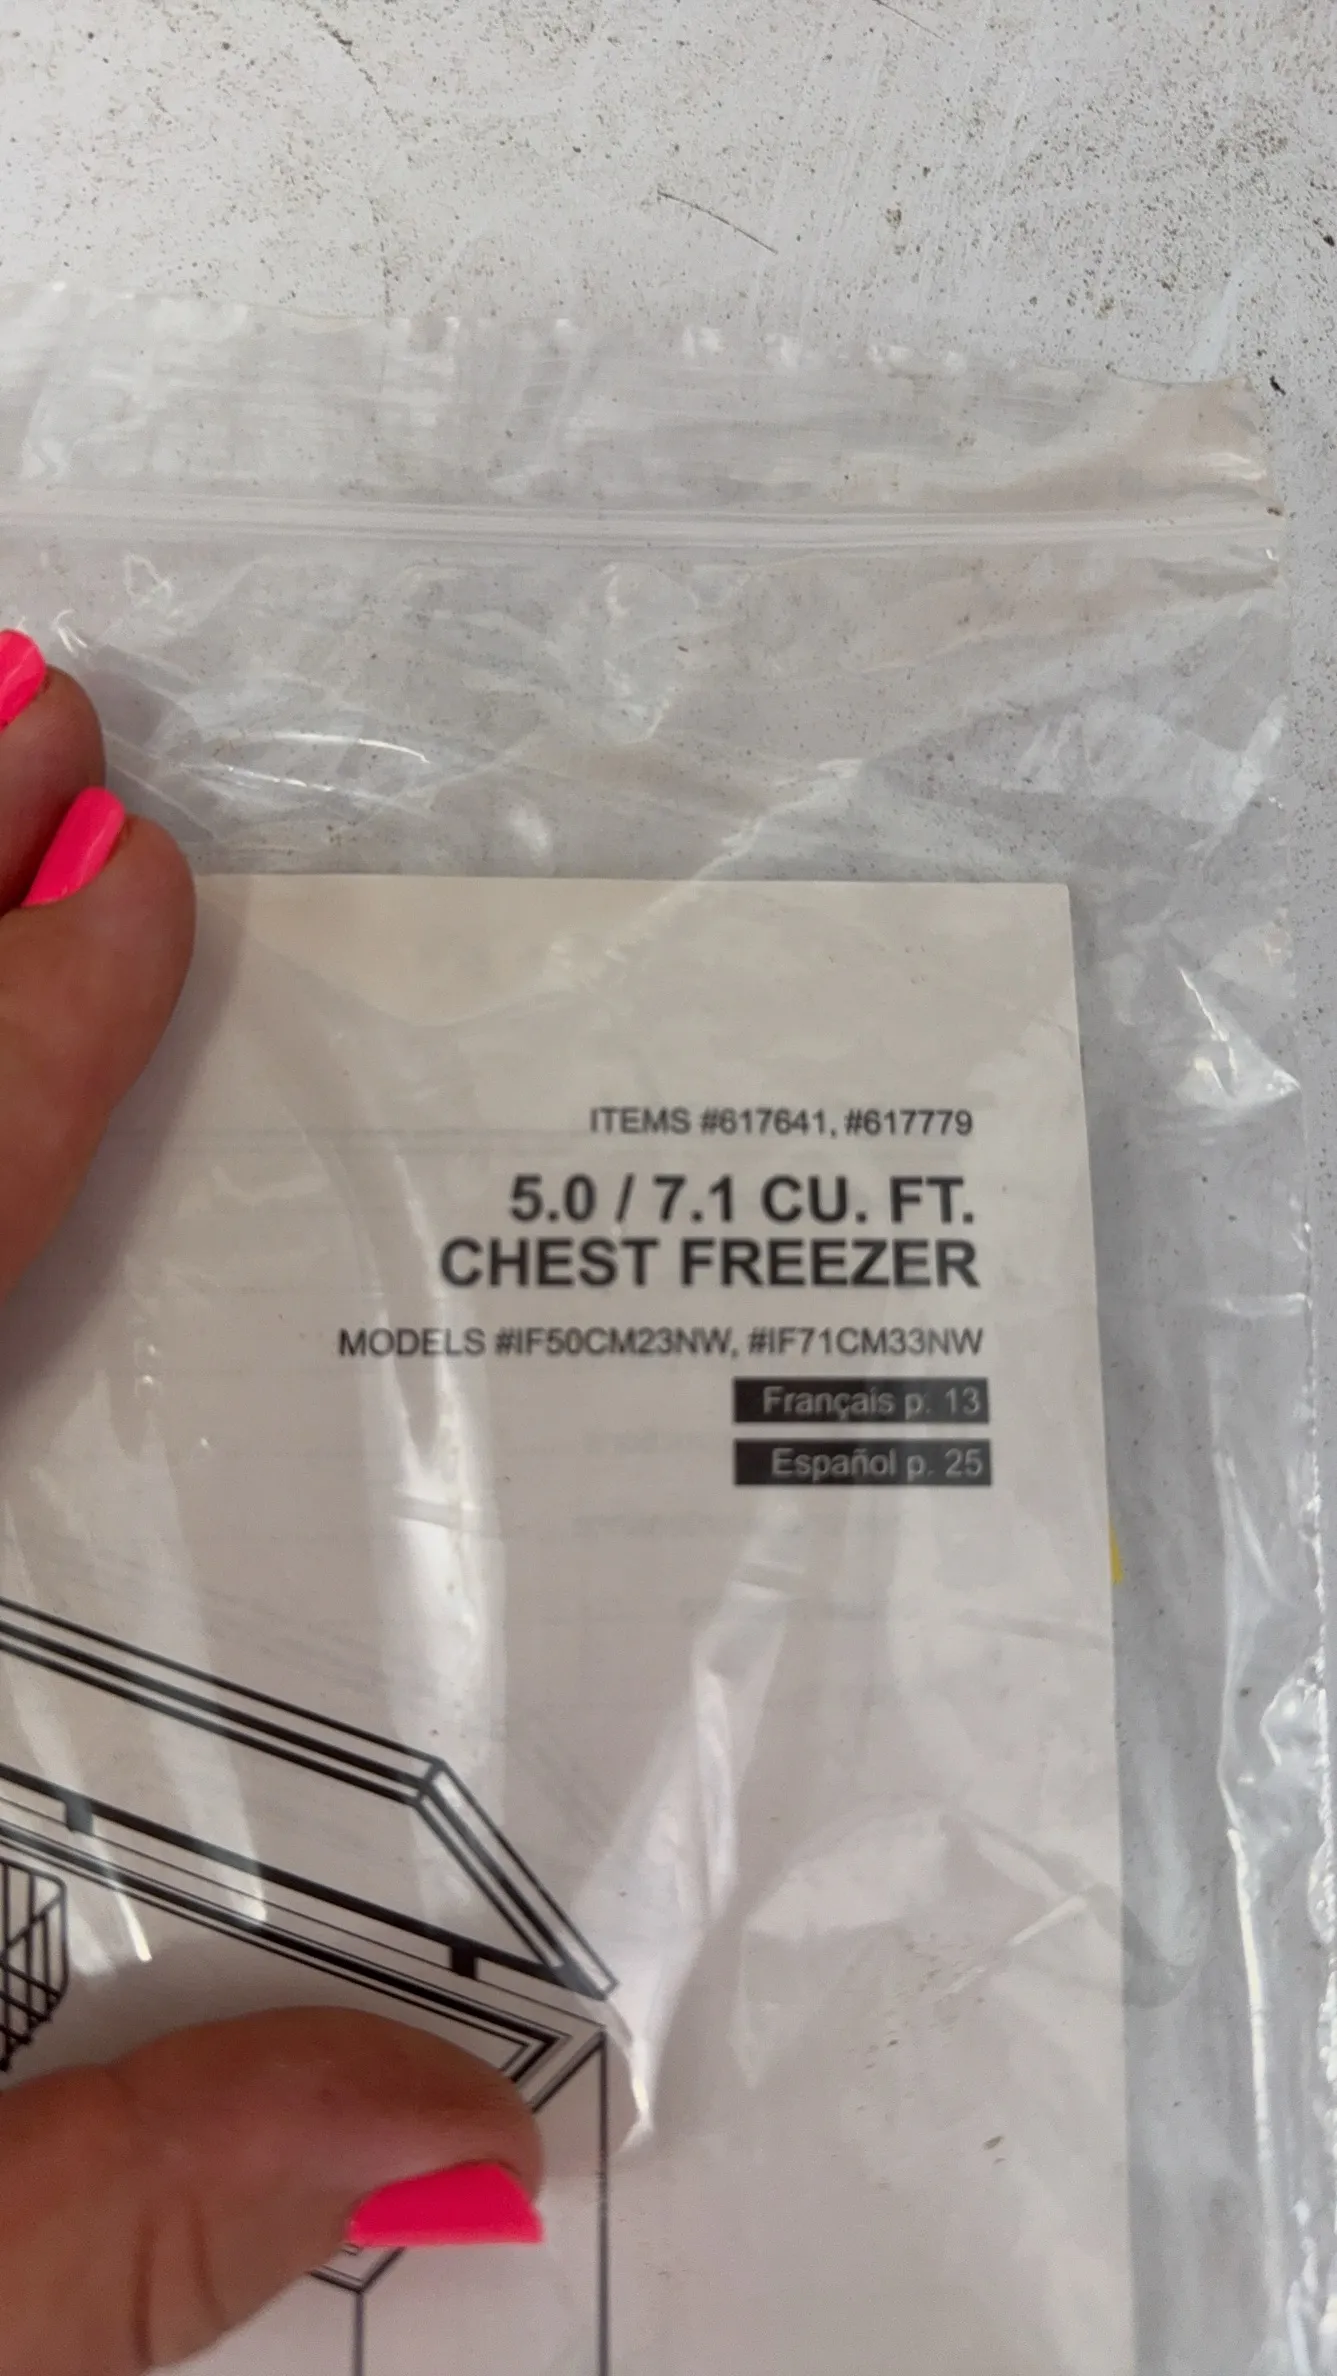 ITEMS #617641, #617779
5.0 / 7.1 CU. FT.
CHEST FREEZER
MODELS #IF50CM23NW, #IF71CM33NW
Français p. 13
Español p. 25